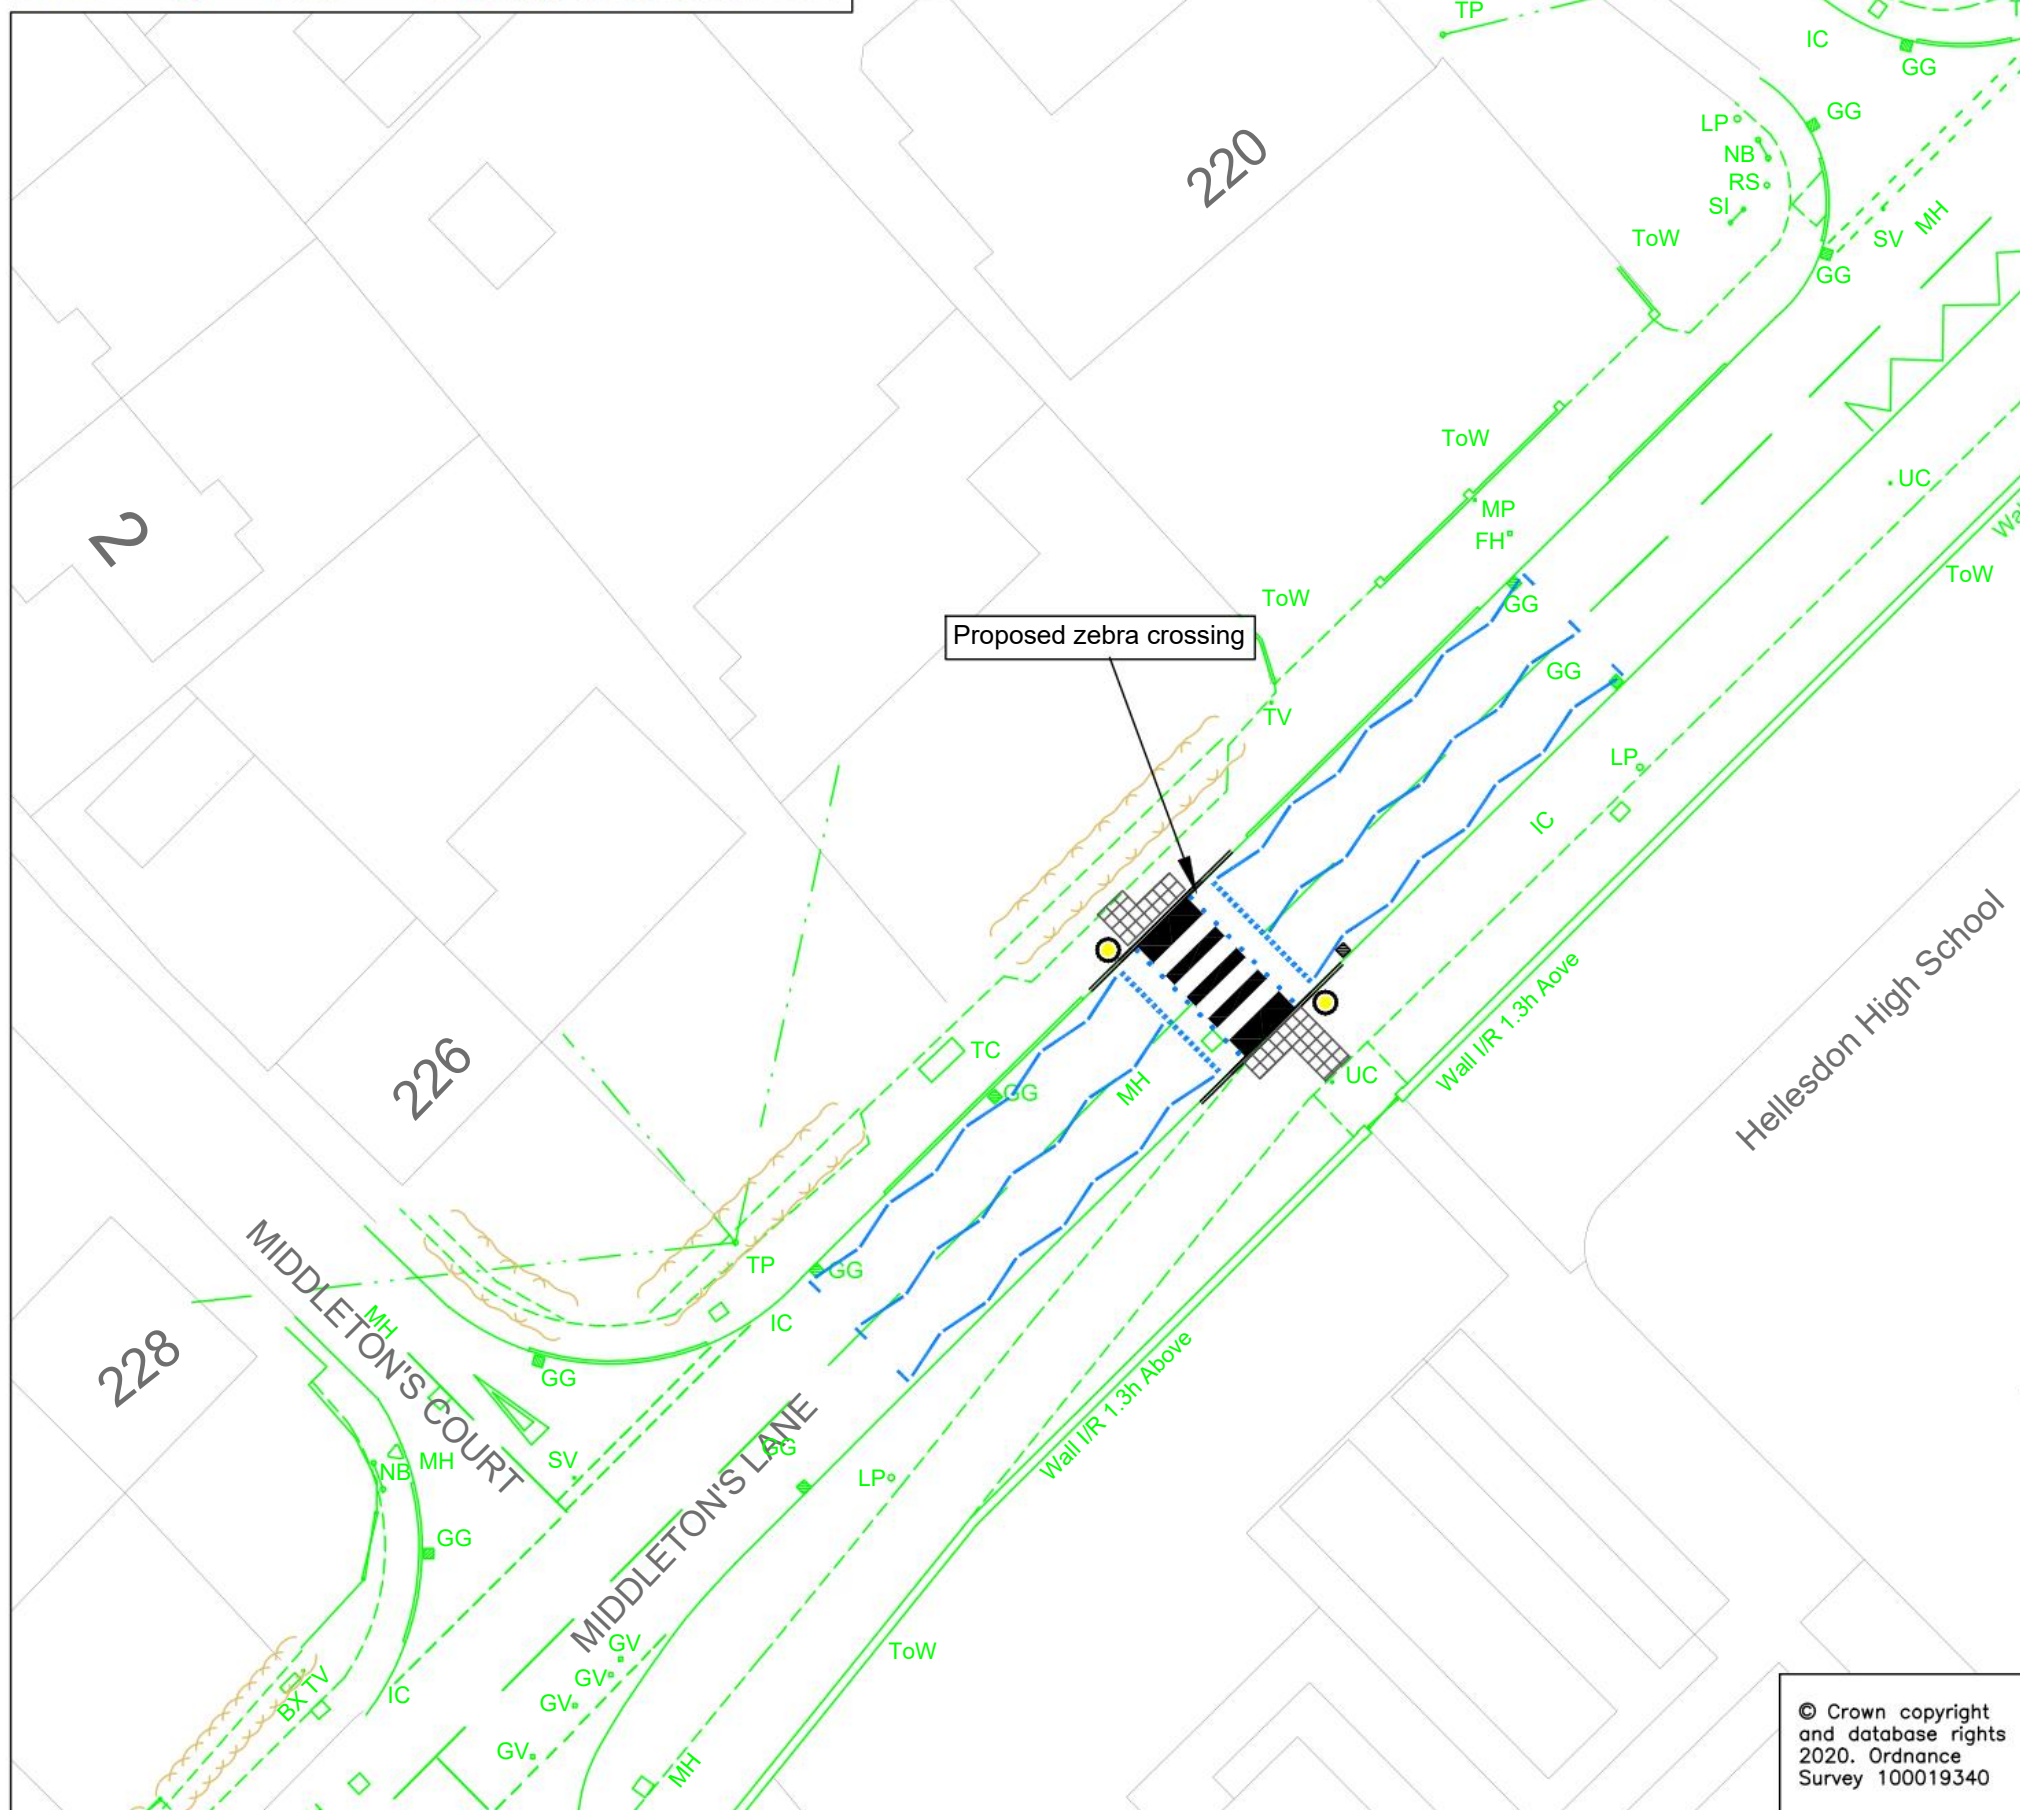 TP
IC
GG
T
220
LP
GG
NB
RS
SI
ToW
SV
MH
GG
ToW
UC
MP
FH
2
Wa
ToW
ToW
GG
Proposed zebra crossing
GG
TV
LP
IC
Hellesdon High School
Wall I/R 1.3h Aove
TC
UC
226
GG
MH
MIDDLETON'S COURT
TP
GG
MH
IC
228
GG
Wall I/R 1.3h Above
MIDDLETON'S LANE
GG
SV
MH
NB
LP
GG
GV
GV
GV
GV
ToW
BX
TV
IC
MH
© Crown copyright
and database rights
2020. Ordnance
Survey 100019340